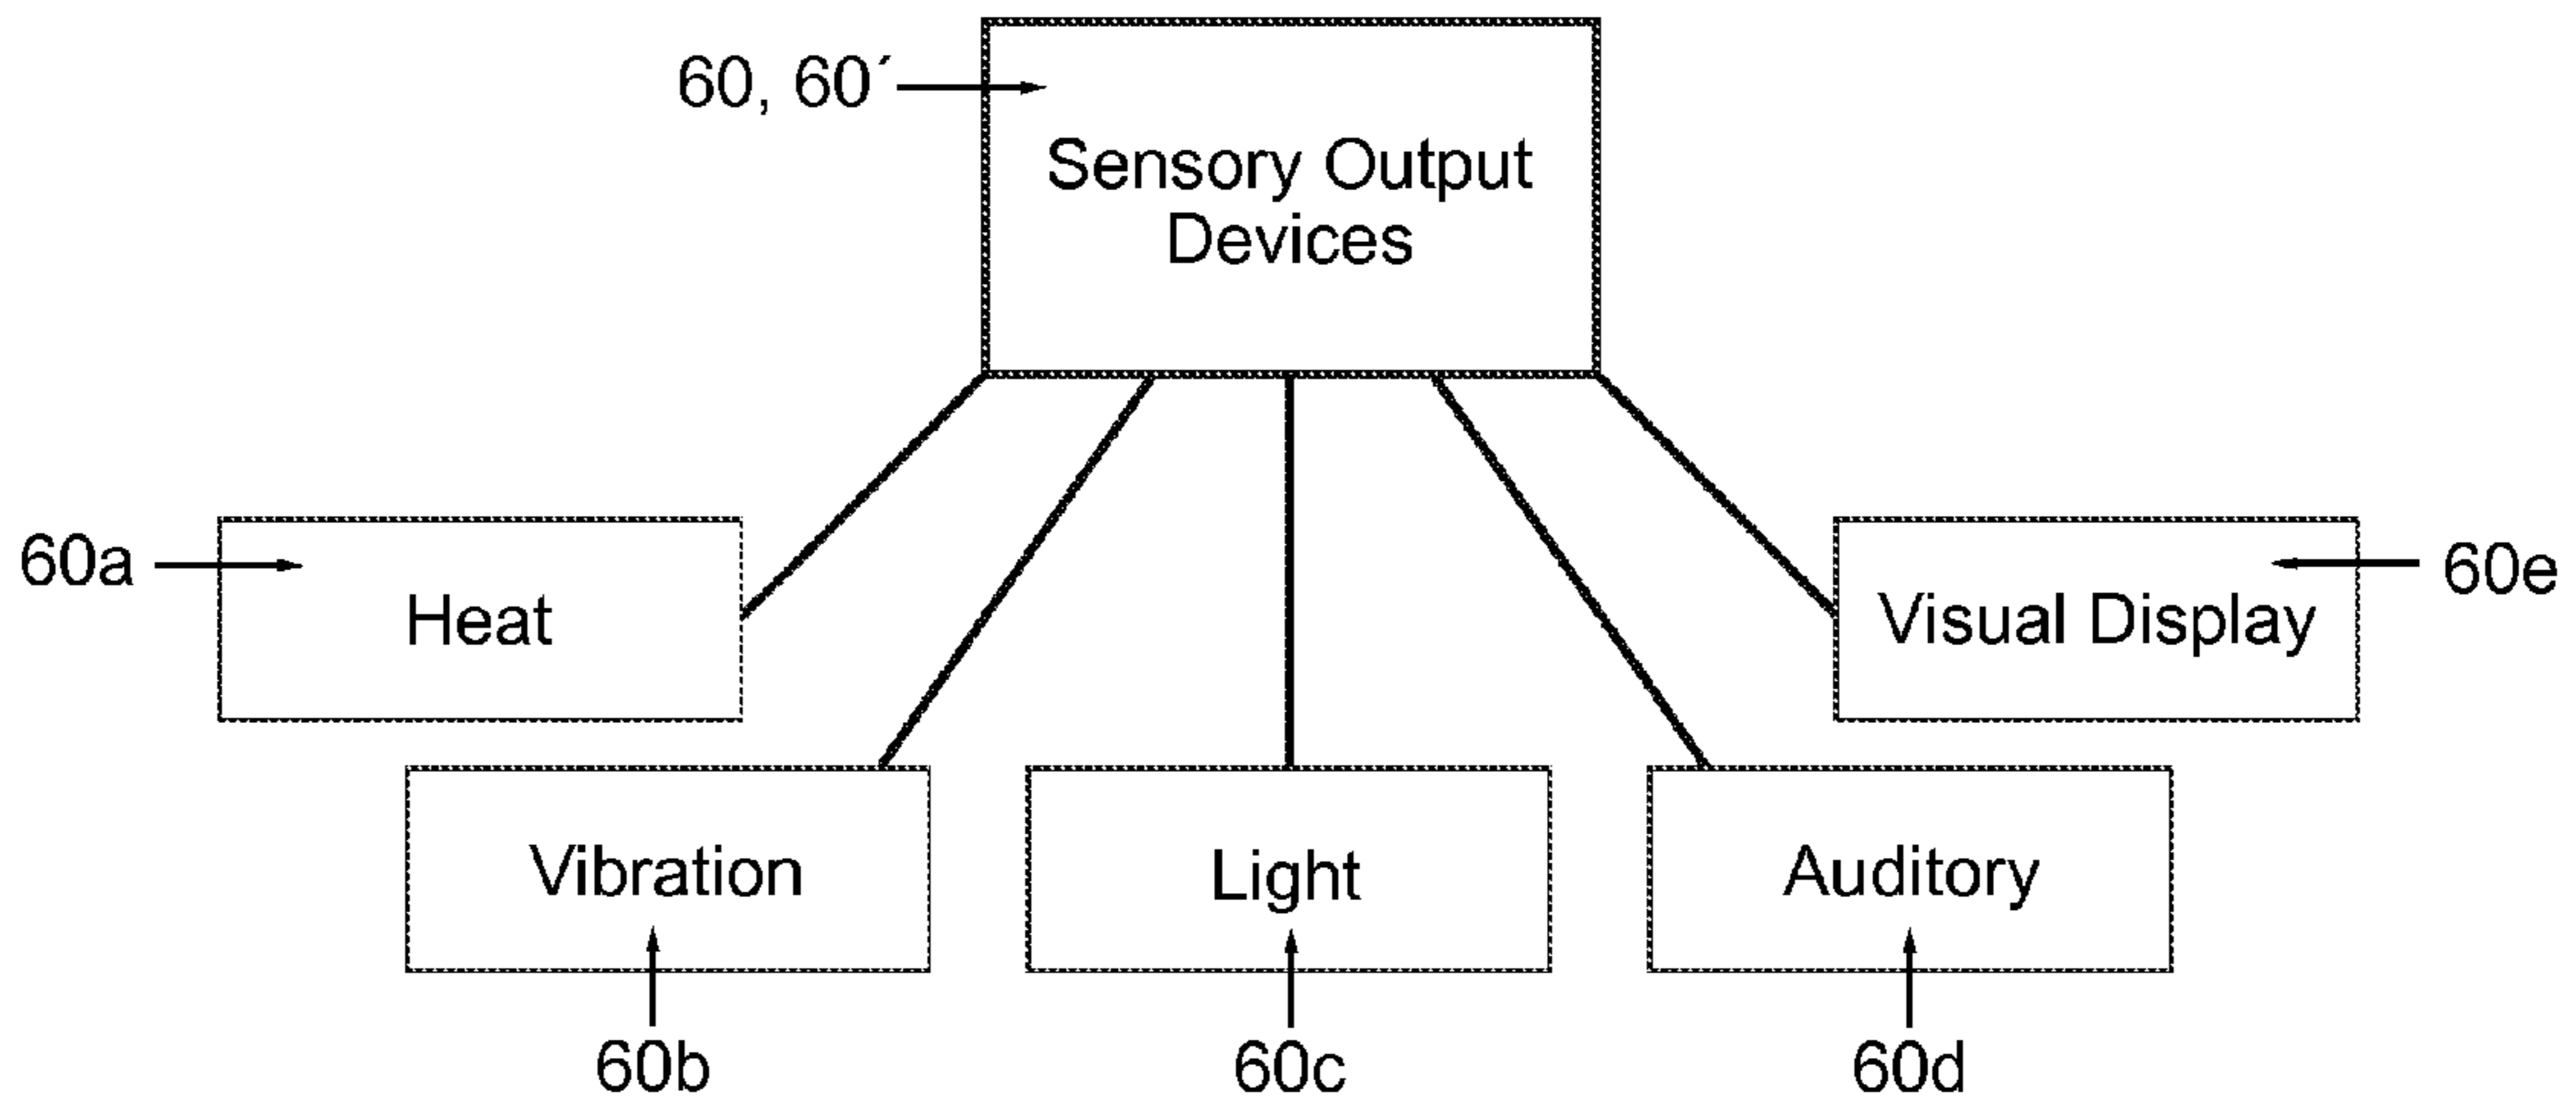 60, 60´
Sensory Output
Devices
60a
Heat
Visual Display
60e
Vibration
Light
Auditory
60b
60c
60d